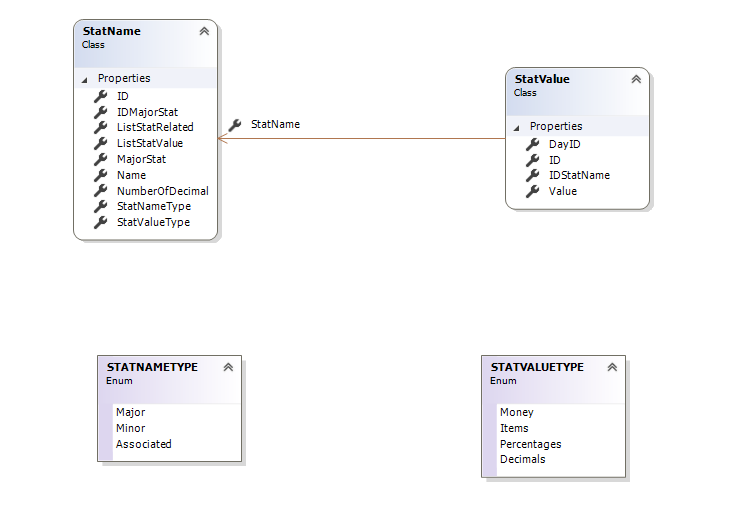 StatName
Class
Properties
ID
IDMajorStat
ListStatRelated
ListStatValue
MajorStat
Name
NumberOfDecimal
StatNameType
StatValueType
StatName
StatValue
Class
Properties
DayID
ID
IDStatName
Value
STATNAMETYPE
Enum
Major
Minor
Associated
STATVALUETYPE
Enum
Money
Items
Percentages
Decimals